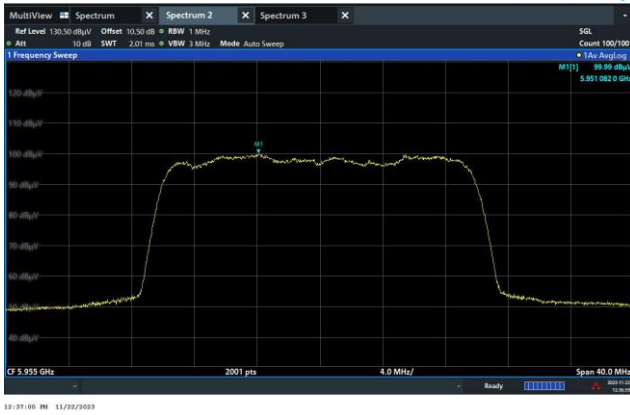 MultiView Spectrum X Spectrum 2 X Spectrum 3 X
Ref Level 130.50 dBµV Offset 10.50 dB RBW 1 MHz SGL
Att 10 dB SWT 2.01 ms VBW 3 MHz Mode Auto Sweep Count 100/100
1 Frequency Sweep 1Av AvgLog
M1[1] 99.99 dBµV
5.951 082 0 GHz
120 dBµV
110 dBµV
M1
100 dBµV
90 dBµV
80 dBµV
70 dBµV
60 dBµV
50 dBµV
40 dBµV
CF 5.955 GHz 2001 pts 4.0 MHz/ Span 40.0 MHz
Ready 2023-11-22
12:37:00 PM 11/22/2023